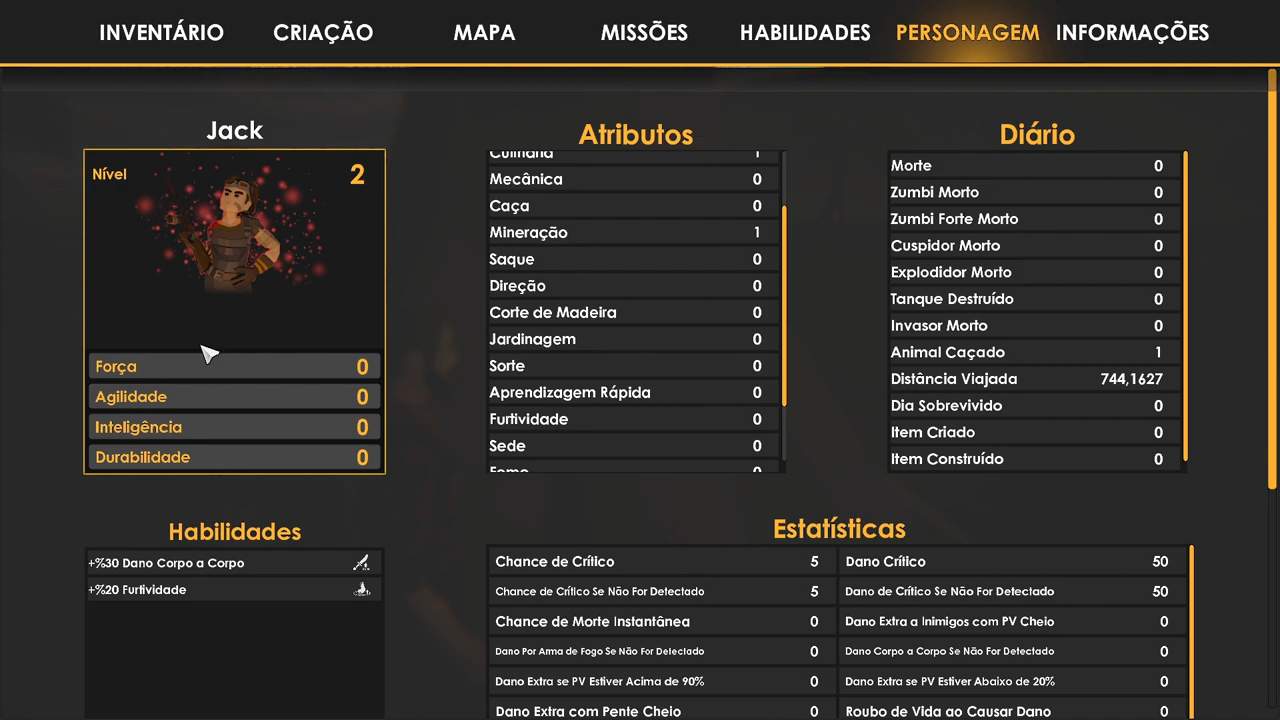 INVENTÁRIO CRIAÇÃO MAPA MISSÕES HABILIDADES PERSONAGEM INFORMAÇÕES
Jack
Nível 2
Força 0
Agilidade 0
Inteligência 0
Durabilidade 0
Atributos
Culinária 1
Mecânica 0
Caça 0
Mineração 1
Saque 0
Direção 0
Corte de Madeira 0
Jardinagem 0
Sorte 0
Aprendizagem Rápida 0
Furtividade 0
Sede 0
Fome 0
Diário
Morte 0
Zumbi Morto 0
Zumbi Forte Morto 0
Cuspidor Morto 0
Explodidor Morto 0
Tanque Destruído 0
Invasor Morto 0
Animal Caçado 1
Distância Viajada 744,1627
Dia Sobrevivido 0
Item Criado 0
Item Construído 0
Habilidades
+%30 Dano Corpo a Corpo
+%20 Furtividade
Estatísticas
Chance de Crítico 5 Dano Crítico 50
Chance de Crítico Se Não For Detectado 5 Dano de Crítico Se Não For Detectado 50
Chance de Morte Instantânea 0 Dano Extra a Inimigos com PV Cheio 0
Dano Por Arma de Fogo Se Não For Detectado 0 Dano Corpo a Corpo Se Não For Detectado 0
Dano Extra se PV Estiver Acima de 90% 0 Dano Extra se PV Estiver Abaixo de 20% 0
Dano Extra com Pente Cheio 0 Roubo de Vida ao Causar Dano 0